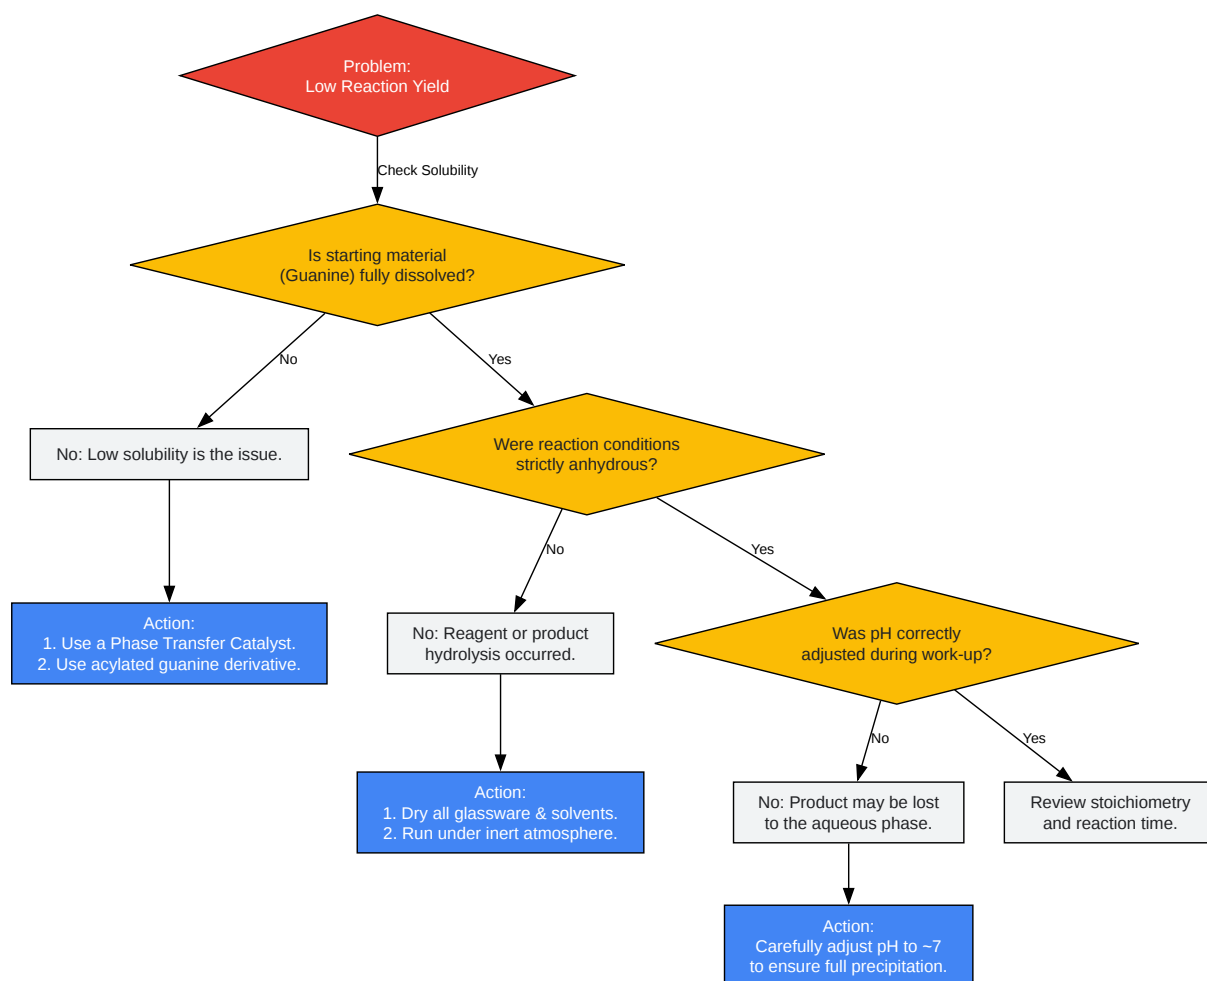 Problem:
Low Reaction Yield
Check Solubility
Is starting material
(Guanine) fully dissolved?
No
Yes
No: Low solubility is the issue.
Were reaction conditions
strictly anhydrous?
No
Yes
Action:
1. Use a Phase Transfer Catalyst.
2. Use acylated guanine derivative.
No: Reagent or product
hydrolysis occurred.
Was pH correctly
adjusted during work-up?
No
Yes
Action:
1. Dry all glassware & solvents.
2. Run under inert atmosphere.
No: Product may be lost
to the aqueous phase.
Review stoichiometry
and reaction time.
Action:
Carefully adjust pH to ~7
to ensure full precipitation.